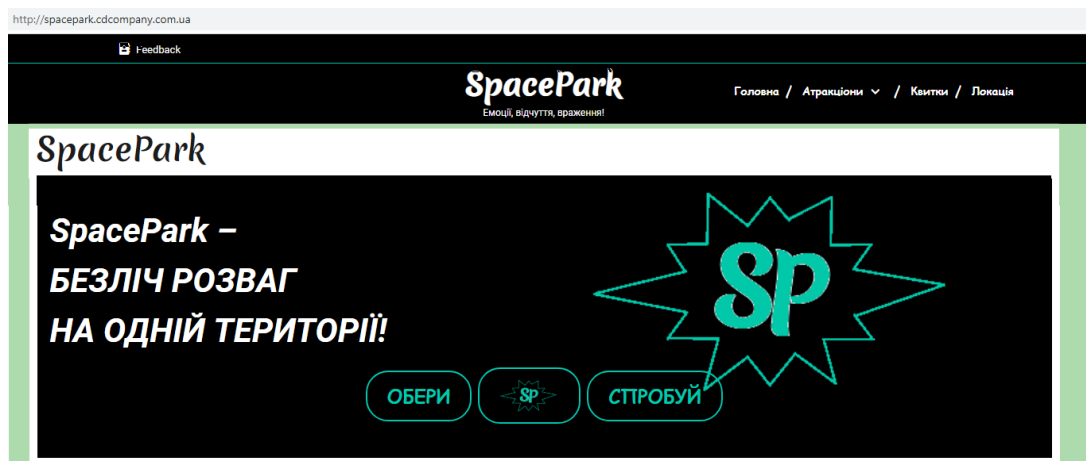 http://spacepark.cdcompany.com.ua
Feedback
SpacePark
Емоції, відчуття, враження!
Головна / Атракціони / Квитки / Локація
SpacePark
SpacePark –
БЕЗЛІЧ РОЗВАГ
НА ОДНІЙ ТЕРИТОРІЇ!
SP
ОБЕРИ SP СПРОБУЙ